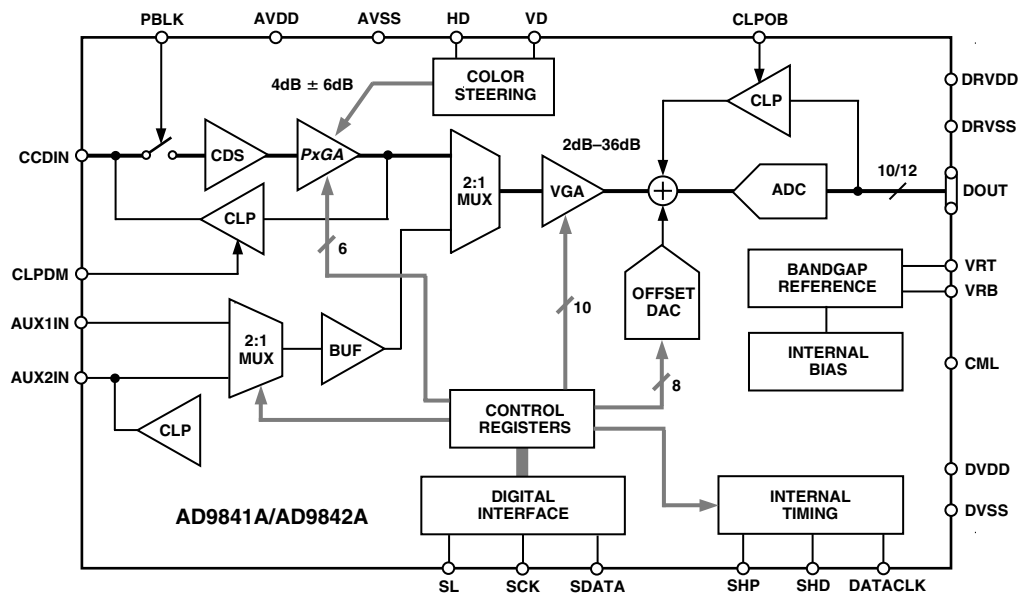 PBLK
AVDD
AVSS
HD
VD
CLPOB
4dB ± 6dB
COLOR
STEERING
CLP
DRVDD
DRVSS
2dB–36dB
10/12
CCDIN
CDS
PxGA
2:1
MUX
VGA
ADC
DOUT
CLP
6
CLPDM
BANDGAP
REFERENCE
VRT
VRB
OFFSET
DAC
10
AUX1IN
2:1
MUX
BUF
INTERNAL
BIAS
CML
AUX2IN
8
CLP
CONTROL
REGISTERS
DVDD
DIGITAL
INTERFACE
INTERNAL
TIMING
DVSS
AD9841A/AD9842A
SL
SCK
SDATA
SHP
SHD
DATACLK